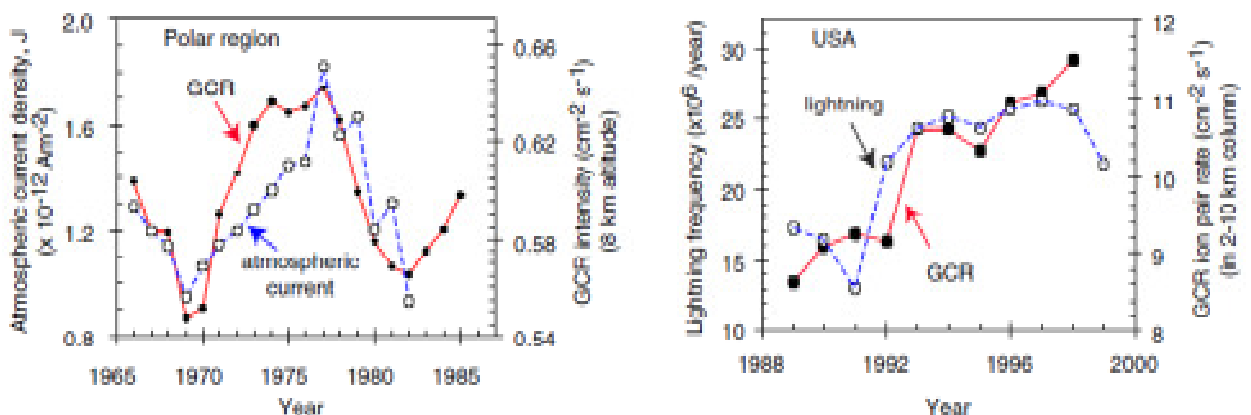 Polar region
GCR
atmospheric
current
Atmospheric current density, J
(x 10-12 Am-2)
2.0
1.6
1.2
0.8
GCR intensity (cm-2 s-1)
(8 km altitude)
0.66
0.62
0.58
0.54
1965 1970 1975 1980 1985
Year
USA
lightning
GCR
Lightning frequency (x10⁶ /year)
30
25
20
15
10
GCR ion pair rate (cm-2 s-1)
(in 2-10 km column)
12
11
10
9
8
1988 1992 1996 2000
Year